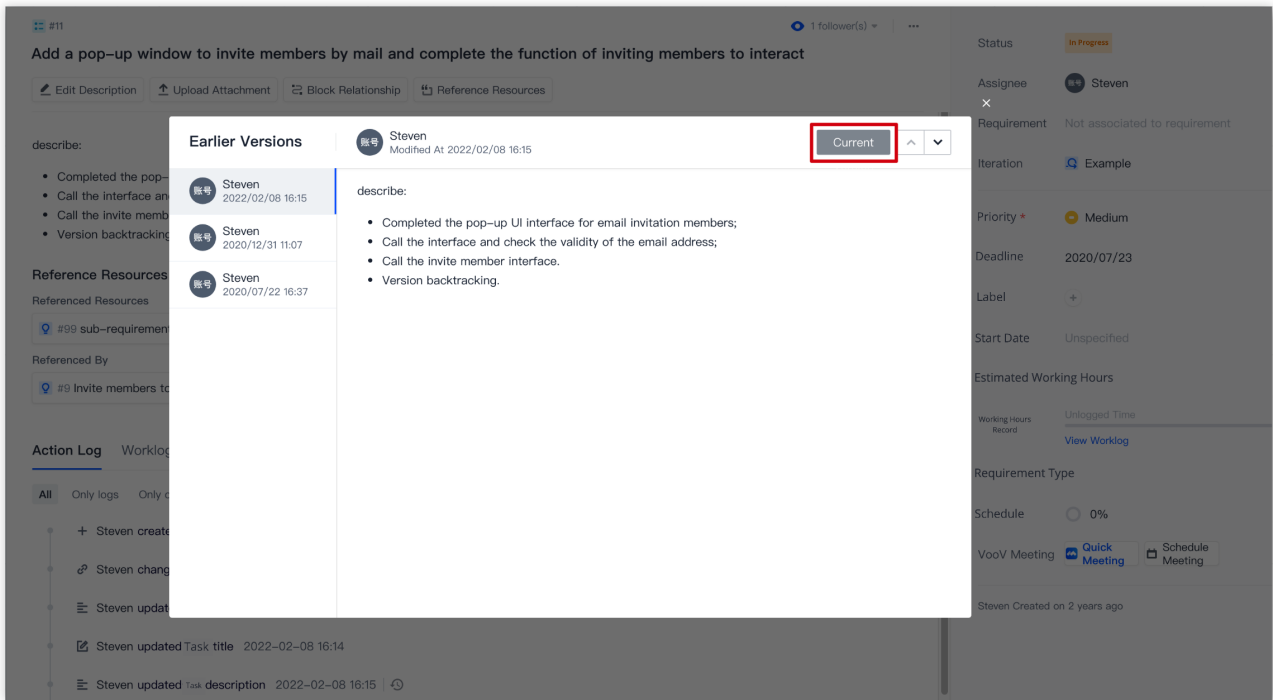 #11
1 follower(s)
Add a pop-up window to invite members by mail and complete the function of inviting members to interact
Edit Description
Upload Attachment
Block Relationship
Reference Resources
describe:
Completed the pop-
Call the interface an
Call the invite memb
Version backtracking
Reference Resources
Referenced Resources
#99 sub-requirement
Referenced By
#9 Invite members to
Action Log
Worklog
All
Only logs
Only c
Steven create
Steven chang
Steven updat
Steven updated Task title 2022-02-08 16:14
Steven updated Task description 2022-02-08 16:15
Earlier Versions
账号
Steven
2022/02/08 16:15
账号
Steven
2020/12/31 11:07
账号
Steven
2020/07/22 16:37
账号
Steven
Modified At 2022/02/08 16:15
Current
describe:
• Completed the pop-up UI interface for email invitation members;
• Call the interface and check the validity of the email address;
• Call the invite member interface.
• Version backtracking.
Status
In Progress
Assignee
账号
Steven
Requirement
Not associated to requirement
Iteration
Example
Priority *
Medium
Deadline
2020/07/23
Label
Start Date
Unspecified
Estimated Working Hours
Working Hours
Record
Unlogged Time
View Worklog
Requirement Type
Schedule
0%
VooV Meeting
Quick
Meeting
Schedule
Meeting
Steven Created on 2 years ago